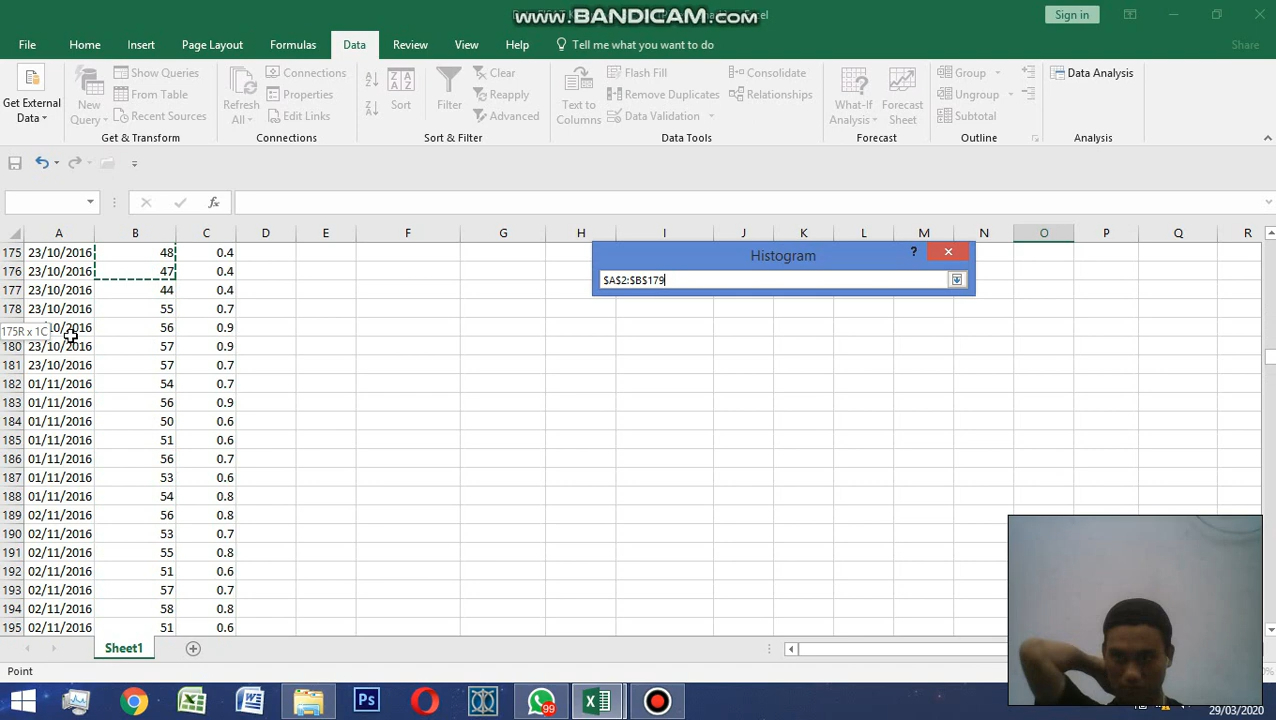 www.BANDICAM.com
Excel
Sign in
File Home Insert Page Layout Formulas Data Review View Help Tell me what you want to do Share
Get External Data
New Query
Show Queries
From Table
Recent Sources
Get & Transform
Refresh All
Connections
Properties
Edit Links
Connections
Sort
Filter
Clear
Reapply
Advanced
Sort & Filter
Text to Columns
Flash Fill
Remove Duplicates
Data Validation
Consolidate
Relationships
Data Tools
What-If Analysis
Forecast Sheet
Forecast
Group
Ungroup
Subtotal
Outline
Data Analysis
Analysis
fx
A B C D E F G H I J K L M N O P Q R
Histogram
?
$A$2:$B$179
175 23/10/2016 48 0.4
176 23/10/2016 47 0.4
177 23/10/2016 44 0.4
178 23/10/2016 55 0.7
175R x 1C
10/2016 56 0.9
180 23/10/2016 57 0.9
181 23/10/2016 57 0.7
182 01/11/2016 54 0.7
183 01/11/2016 56 0.9
184 01/11/2016 50 0.6
185 01/11/2016 51 0.6
186 01/11/2016 56 0.7
187 01/11/2016 53 0.6
188 01/11/2016 54 0.8
189 02/11/2016 56 0.8
190 02/11/2016 53 0.7
191 02/11/2016 55 0.8
192 02/11/2016 51 0.6
193 02/11/2016 57 0.7
194 02/11/2016 58 0.8
195 02/11/2016 51 0.6
Sheet1
Point
Ps
99
29/03/2020